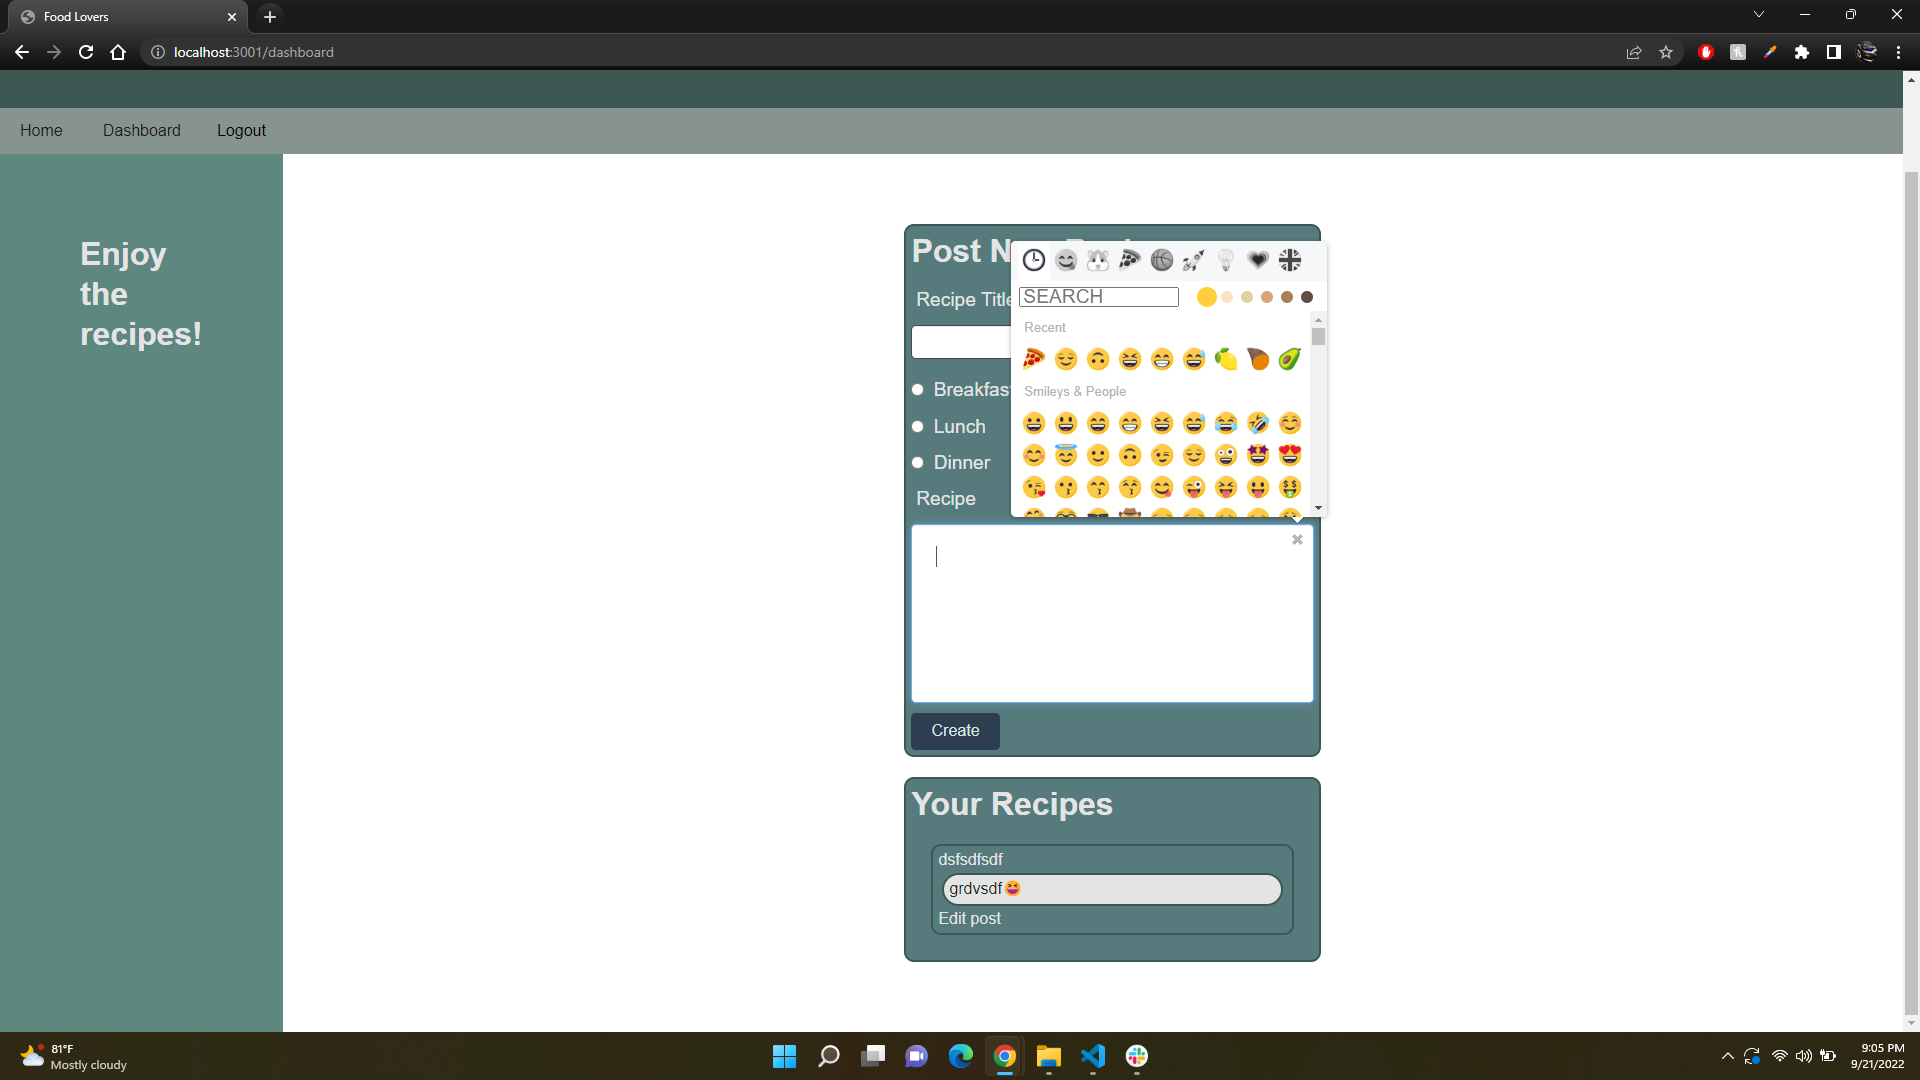 Food Lovers
localhost:3001/dashboard
Home Dashboard Logout
Enjoy
the
recipes!
Post N
Recipe Title
SEARCH
Recent
Smileys & People
Breakfas
Lunch
Dinner
Recipe
Create
Your Recipes
dsfsdfsdf
grdvsdf😆
Edit post
81°F
Mostly cloudy
9:05 PM
9/21/2022